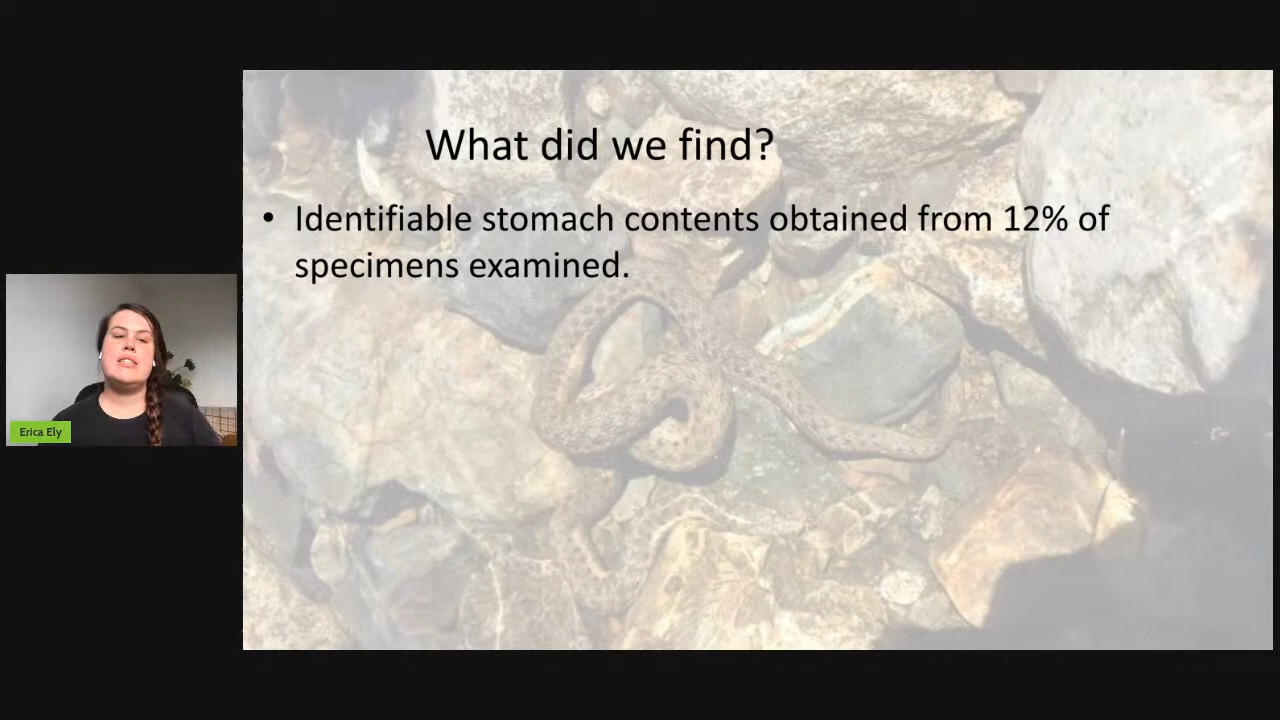 What did we find?
• Identifiable stomach contents obtained from 12% of
specimens examined.
Erica Ely